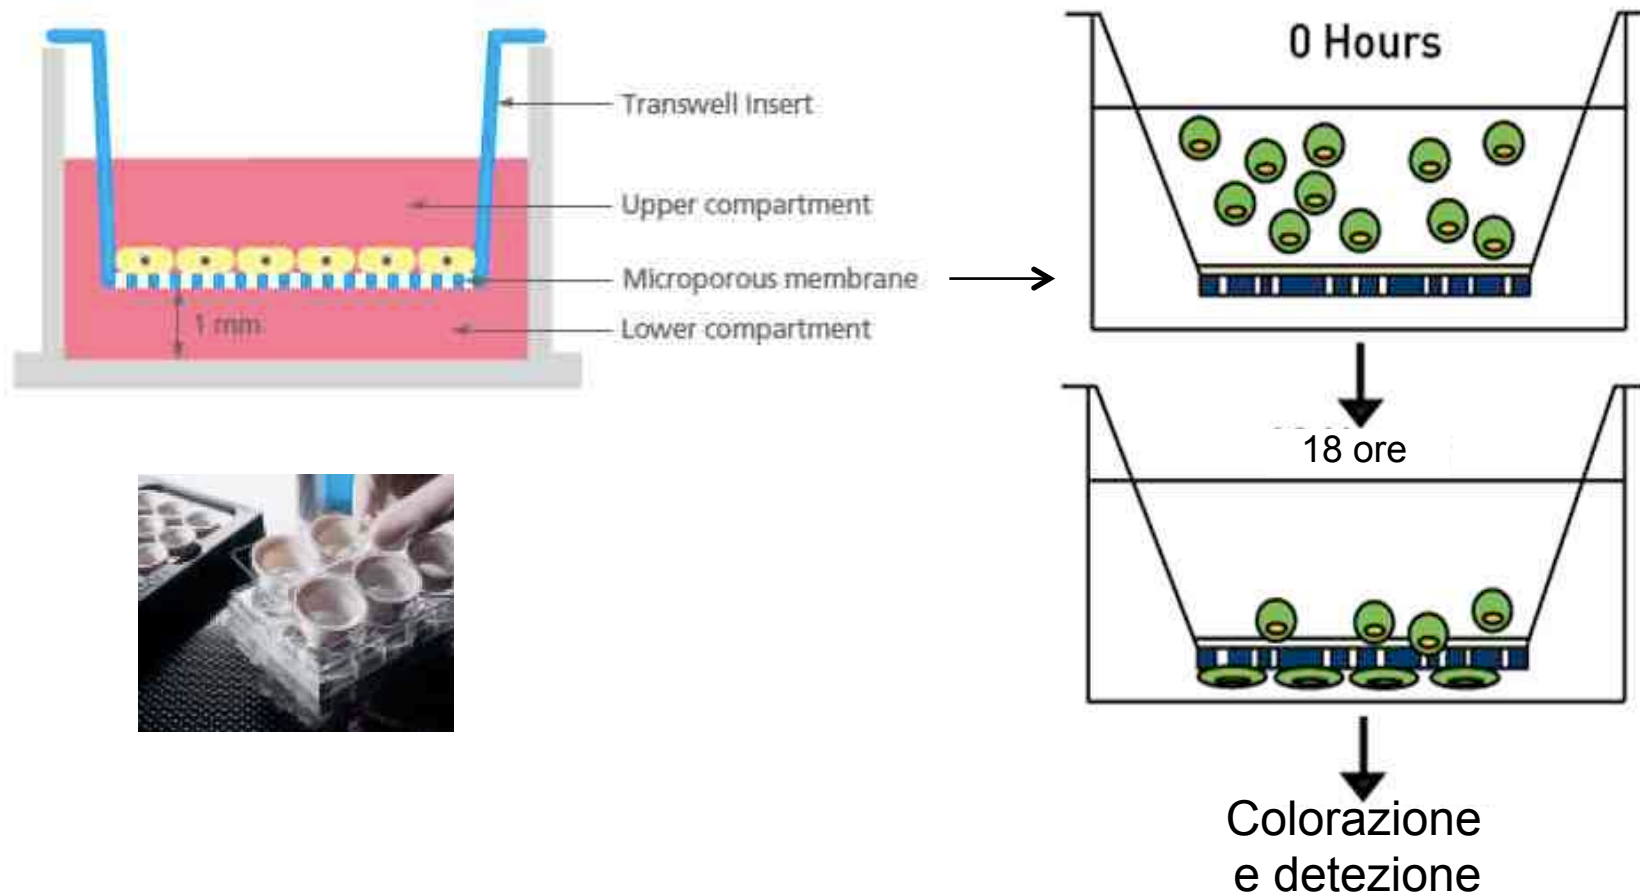 Transwell Insert
Upper compartment
Microporous membrane
Lower compartment
1 mm
0 Hours
18 ore
Colorazione
e detezione